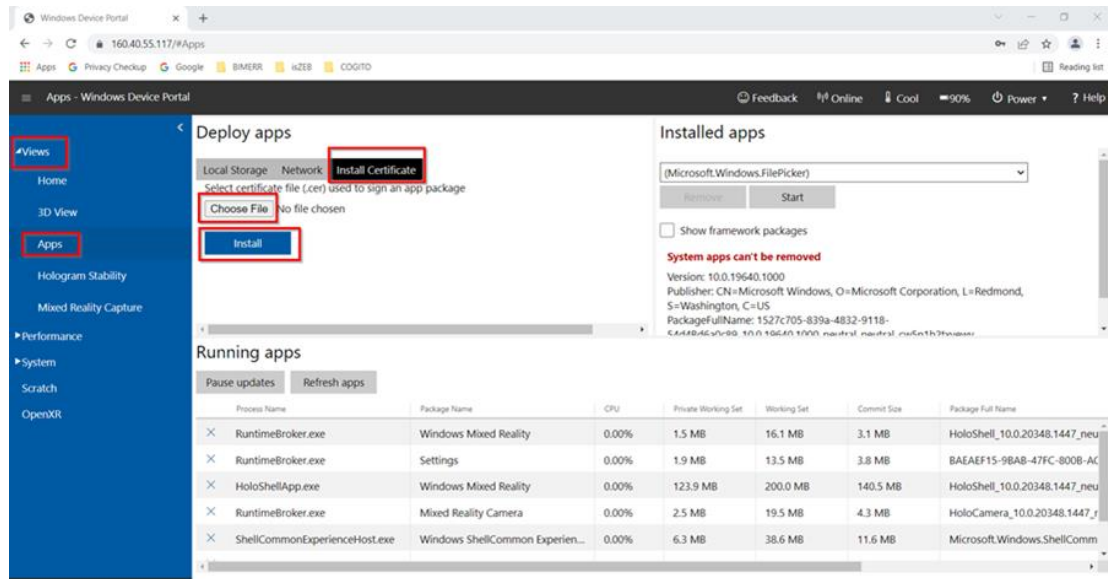 Windows Device Portal
160.40.55.117/#Apps
Apps Privacy Checkup Google BIMERR isZEB COGITO Reading list
Apps - Windows Device Portal Feedback Online Cool 90% Power ? Help
Views
Home
3D View
Apps
Hologram Stability
Mixed Reality Capture
Performance
System
Scratch
OpenXR
Deploy apps
Local Storage Network Install Certificate
Select certificate file (.cer) used to sign an app package
Choose File No file chosen
Install
Installed apps
(Microsoft.Windows.FilePicker)
Remove Start
Show framework packages
System apps can't be removed
Version: 10.0.19640.1000
Publisher: CN=Microsoft Windows, O=Microsoft Corporation, L=Redmond,
S=Washington, C=US
PackageFullName: 1527c705-839a-4832-9118-
Running apps
Pause updates Refresh apps
Process Name Package Name CPU Private Working Set Working Set Commit Size Package Full Name
RuntimeBroker.exe Windows Mixed Reality 0.00% 1.5 MB 16.1 MB 3.1 MB HoloShell_10.0.20348.1447_neu
RuntimeBroker.exe Settings 0.00% 1.9 MB 13.5 MB 3.8 MB BAEAEF15-9BAB-47FC-800B-AC
HoloShellApp.exe Windows Mixed Reality 0.00% 123.9 MB 200.0 MB 140.5 MB HoloShell_10.0.20348.1447_neu
RuntimeBroker.exe Mixed Reality Camera 0.00% 2.5 MB 19.5 MB 4.3 MB HoloCamera_10.0.20348.1447_r
ShellCommonExperienceHost.exe Windows ShellCommon Experien... 0.00% 6.3 MB 38.6 MB 11.6 MB Microsoft.Windows.ShellComm